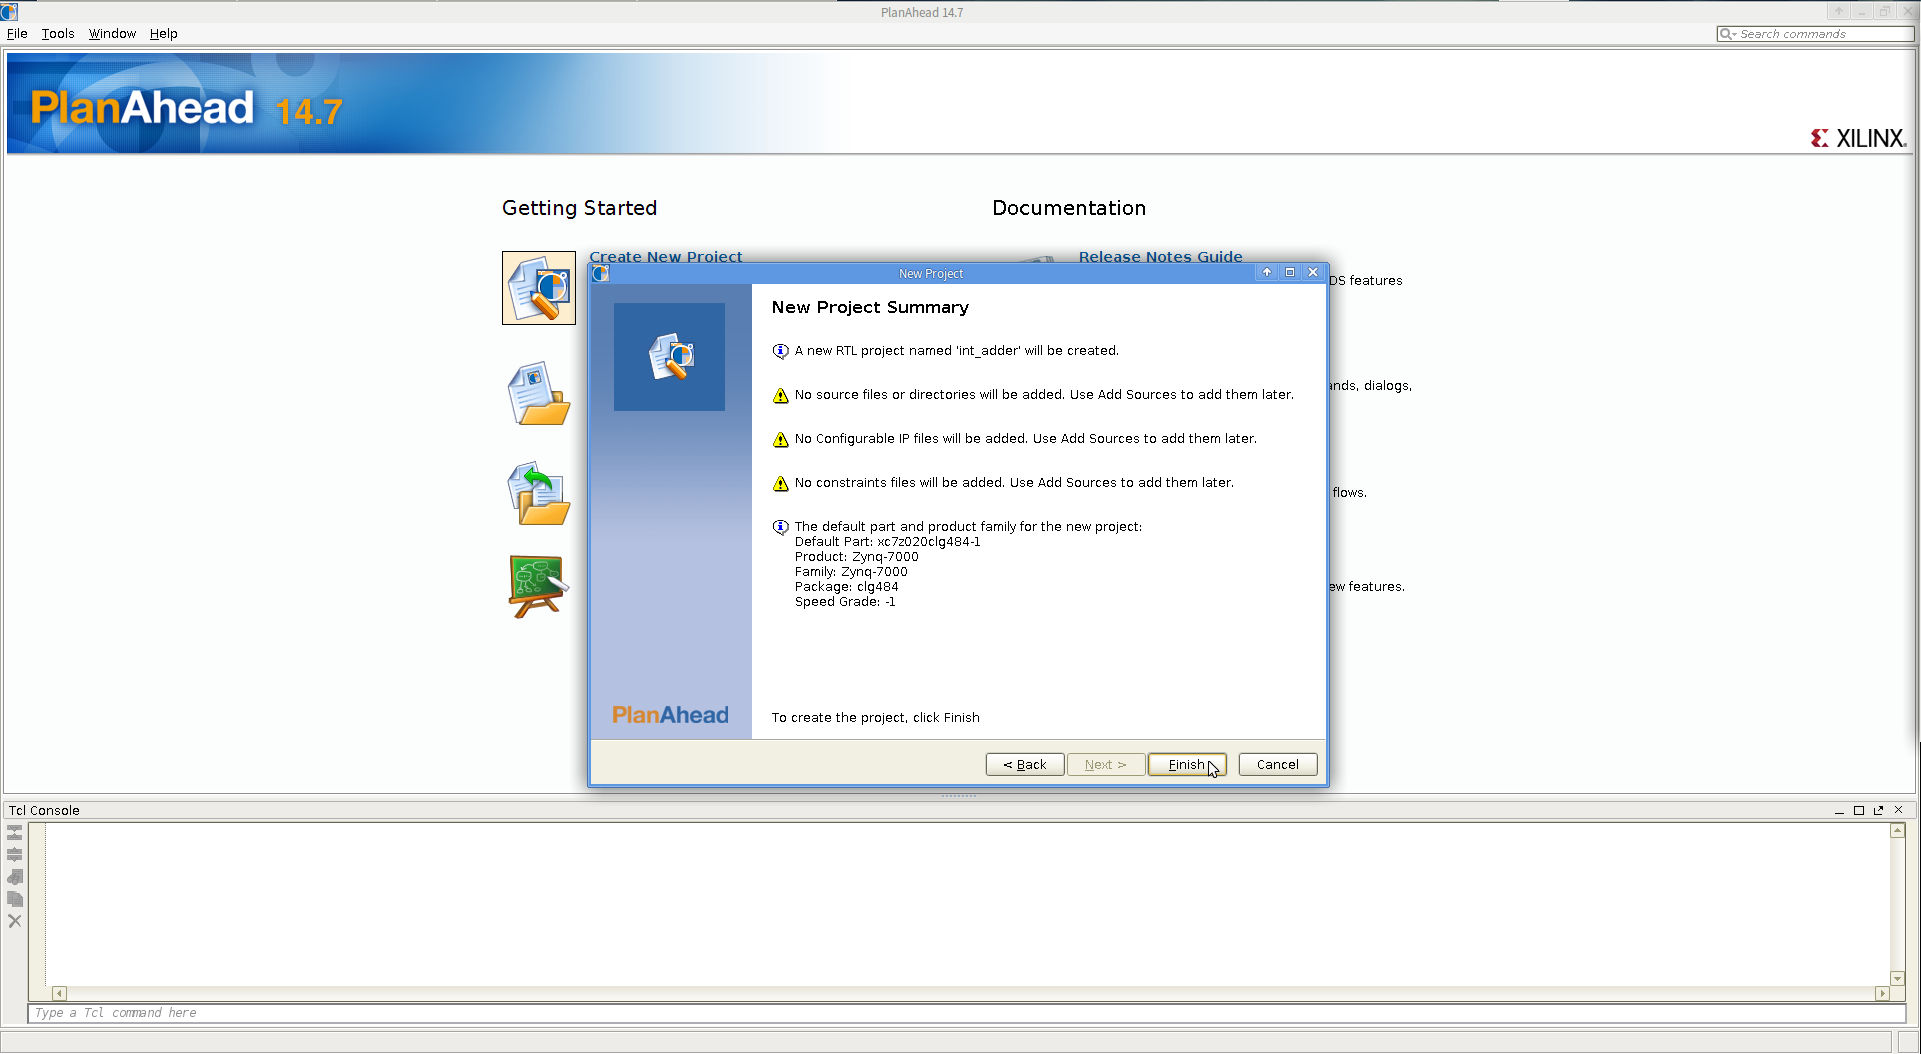 PlanAhead 14.7
File Tools Window Help
Search commands
PlanAhead 14.7
XILINX
Getting Started
Documentation
Create New Project
Release Notes Guide
DS features
New Project
New Project Summary
A new RTL project named 'int_adder' will be created.
No source files or directories will be added. Use Add Sources to add them later.
ands, dialogs,
No Configurable IP files will be added. Use Add Sources to add them later.
No constraints files will be added. Use Add Sources to add them later.
flows.
The default part and product family for the new project:
Default Part: xc7z020clg484-1
Product: Zynq-7000
Family: Zynq-7000
Package: clg484
ew features.
Speed Grade: -1
PlanAhead
To create the project, click Finish
< Back Next > Finish Cancel
Tcl Console
Type a Tcl command here